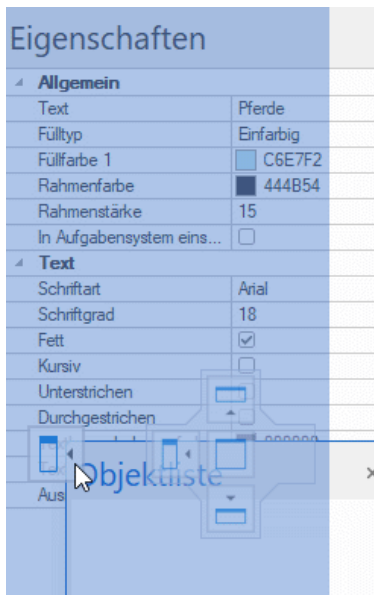 Eigenschaften
Allgemein
Text Pferde
Fülltyp Einfarbig
Füllfarbe 1 C6E7F2
Rahmenfarbe 444B54
Rahmenstärke 15
In Aufgabensystem eins...
Text
Schriftart Arial
Schriftgrad 18
Fett
Kursiv
Unterstrichen
Durchgestrichen
Objektliste
Aus